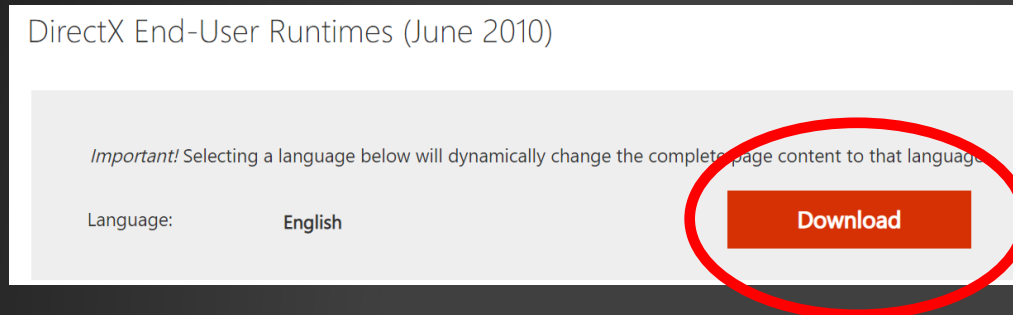 DirectX End-User Runtimes (June 2010)
Important! Selecting a language below will dynamically change the complete page content to that language
Language:
English
Download